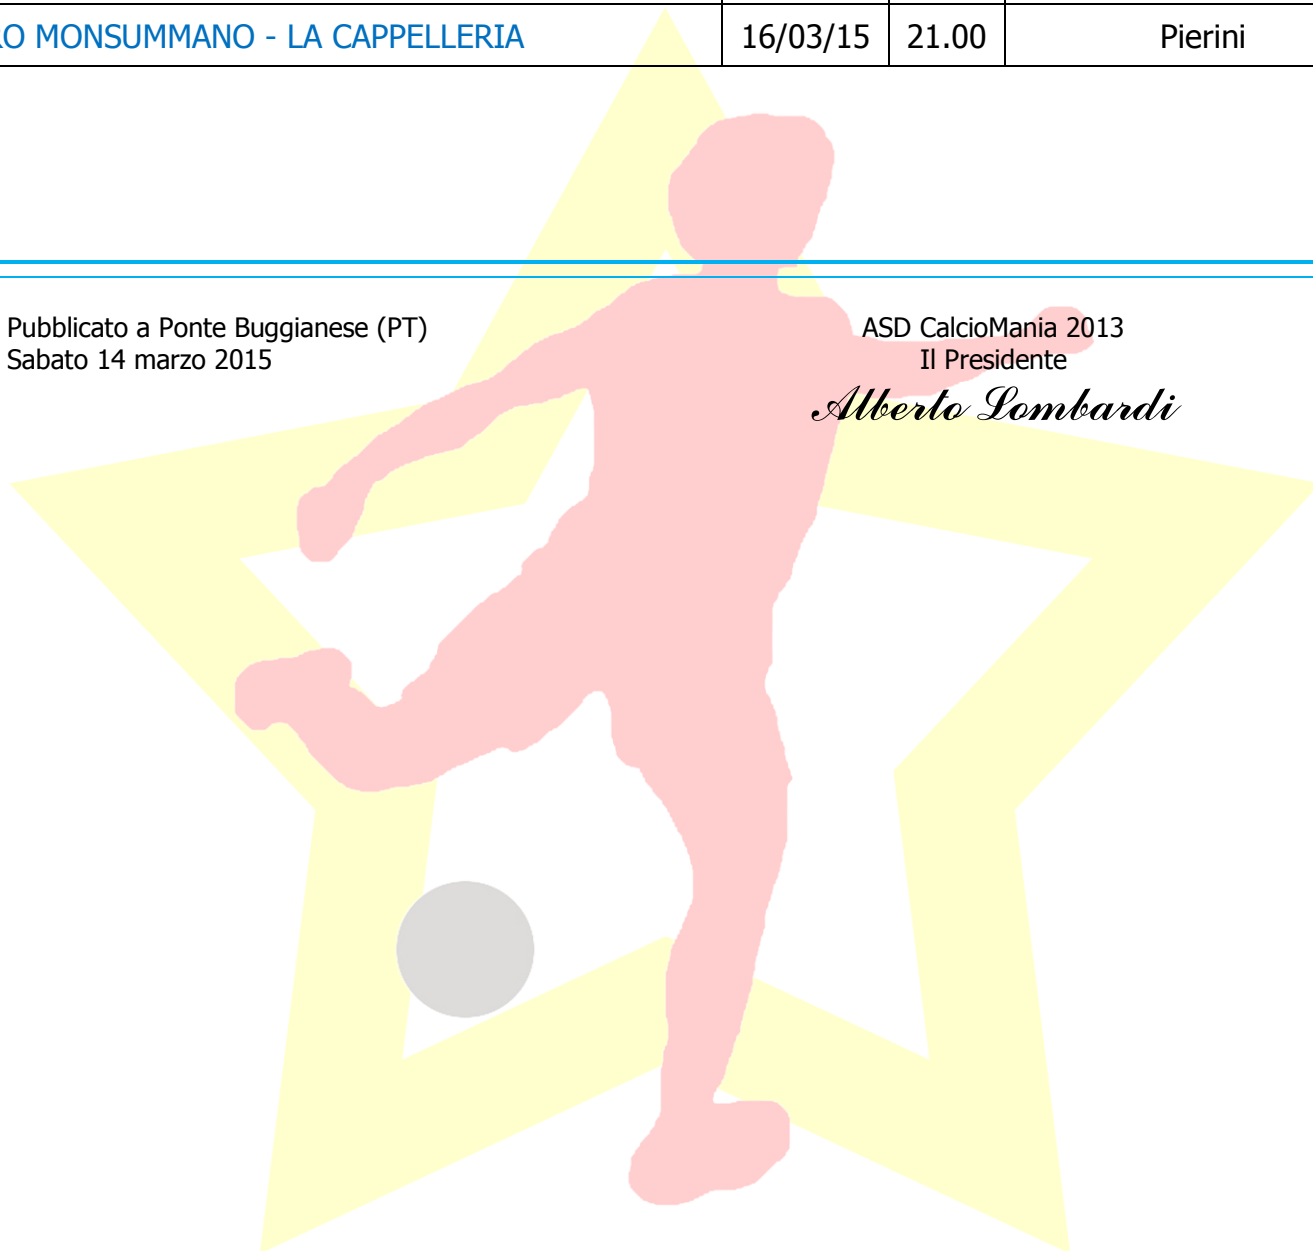 O MONSUMMANO - LA CAPPELLERIA 16/03/15 21.00 Pierini
Pubblicato a Ponte Buggianese (PT) ASD CalcioMania 2013
Sabato 14 marzo 2015 Il Presidente
Alberto Lombardi